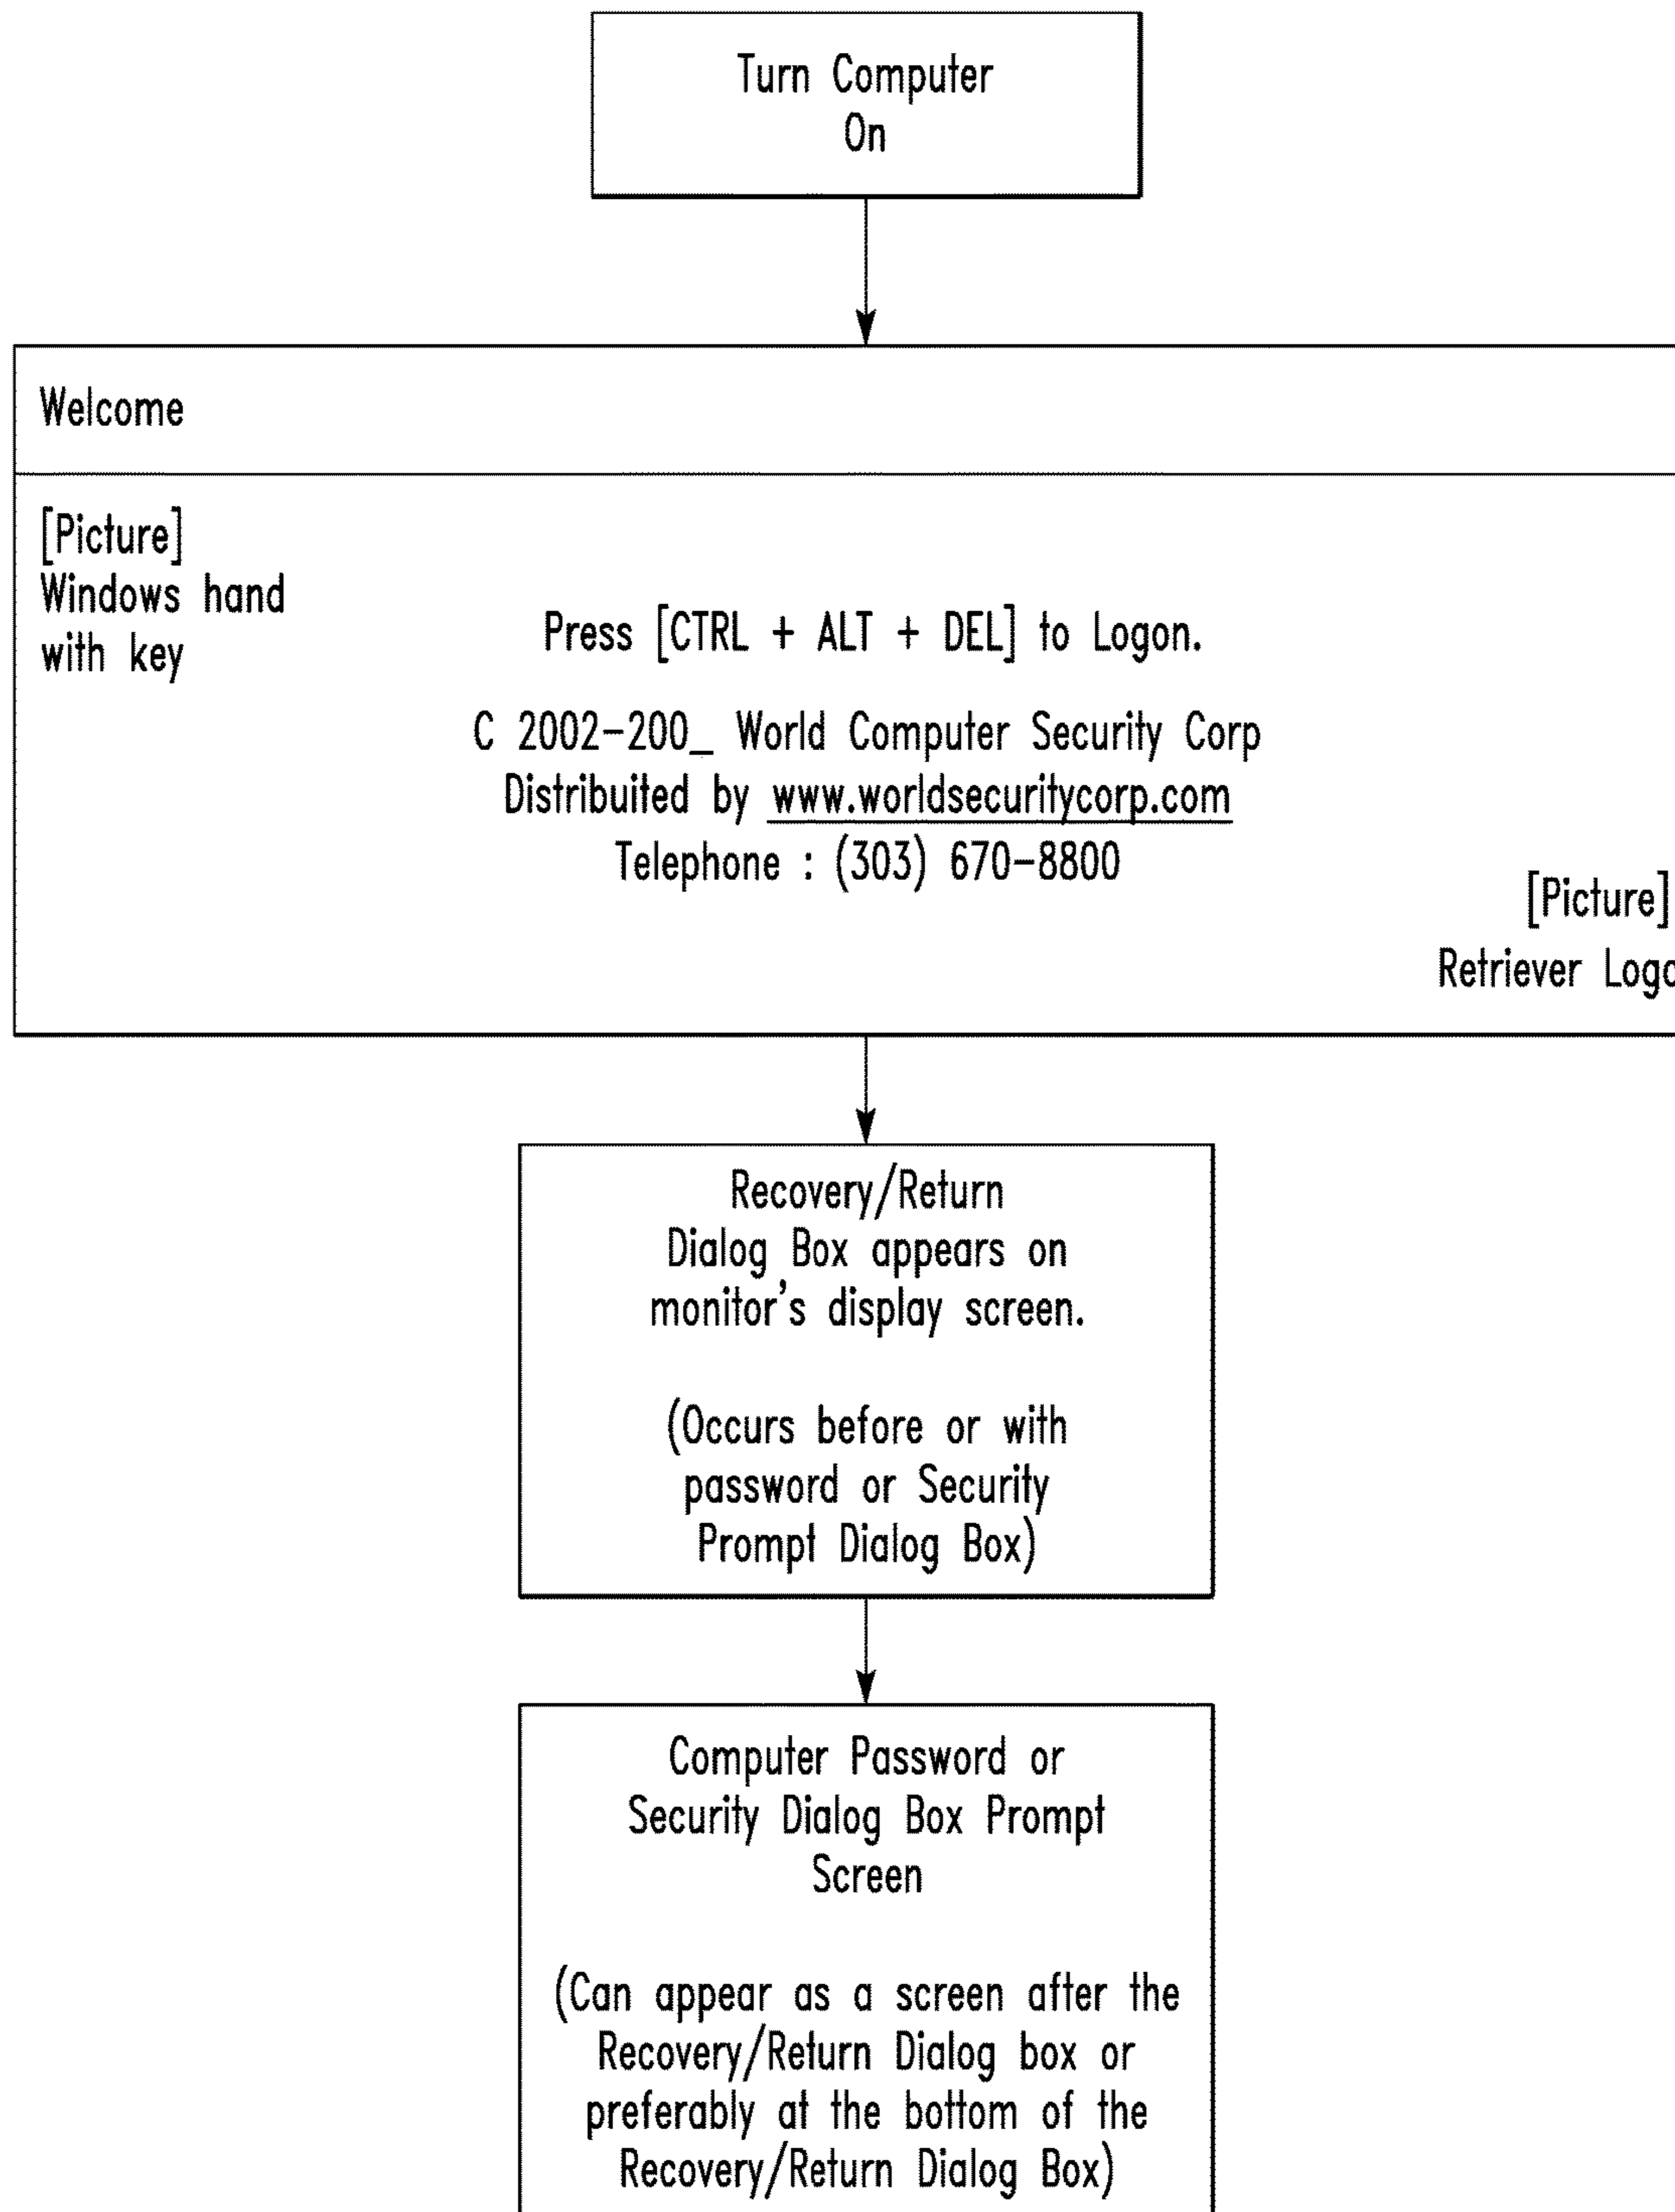 Turn Computer
On
Welcome
[Picture]
Windows hand
with key
Press [CTRL + ALT + DEL] to Logon.
C 2002-200_ World Computer Security Corp
Distribuited by www.worldsecuritycorp.com
Telephone : (303) 670-8800
[Picture]
Retriever Logo
Recovery/Return
Dialog Box appears on
monitor's display screen.
(Occurs before or with
password or Security
Prompt Dialog Box)
Computer Password or
Security Dialog Box Prompt
Screen
(Can appear as a screen after the
Recovery/Return Dialog box or
preferably at the bottom of the
Recovery/Return Dialog Box)